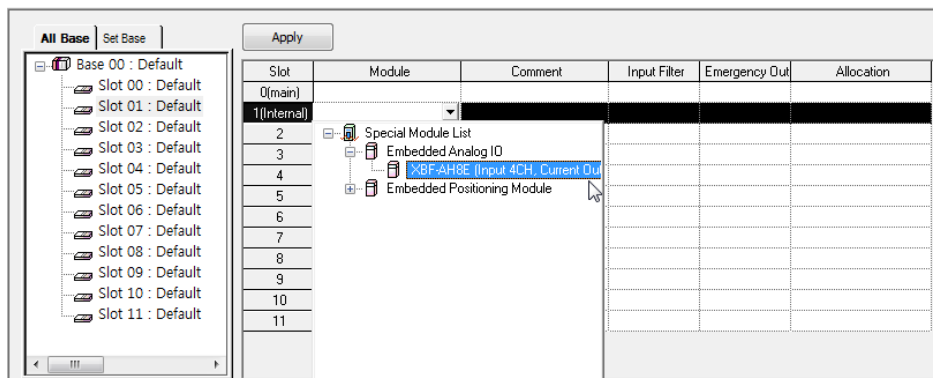 All Base Set Base Apply
Base 00 : Default
Slot 00 : Default
Slot 01 : Default
Slot 02 : Default
Slot 03 : Default
Slot 04 : Default
Slot 05 : Default
Slot 06 : Default
Slot 07 : Default
Slot 08 : Default
Slot 09 : Default
Slot 10 : Default
Slot 11 : Default
Slot Module Comment Input Filter Emergency Out Allocation
0(main)
1(Internal)
2
3
4
5
6
7
8
9
10
11
Special Module List
Embedded Analog IO
XBF-AH8E (Input 4CH, Current Ou
Embedded Positioning Module